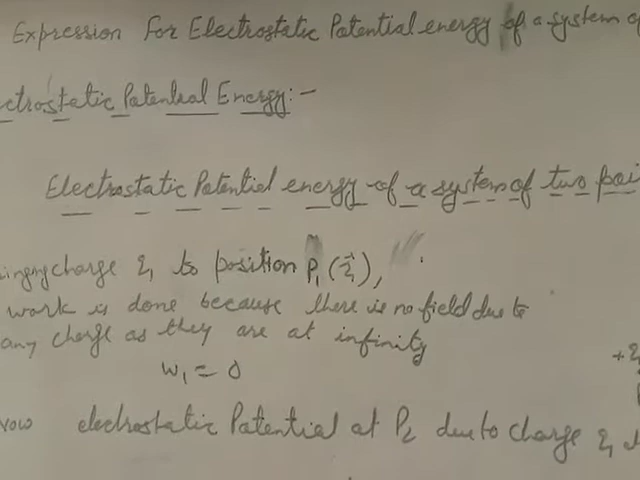 Expression For Electrostatic Potential energy of a system of
ctrostatic Potential Energy:-
Electrostatic Potential energy of a system of two poi
inging charge q₁ to position P₁ (r⃗₁),
work is done because there is no field due to
any charge as they are at infinity
W₁ = 0
now electrostatic Potential at P₂ due to charge q₁